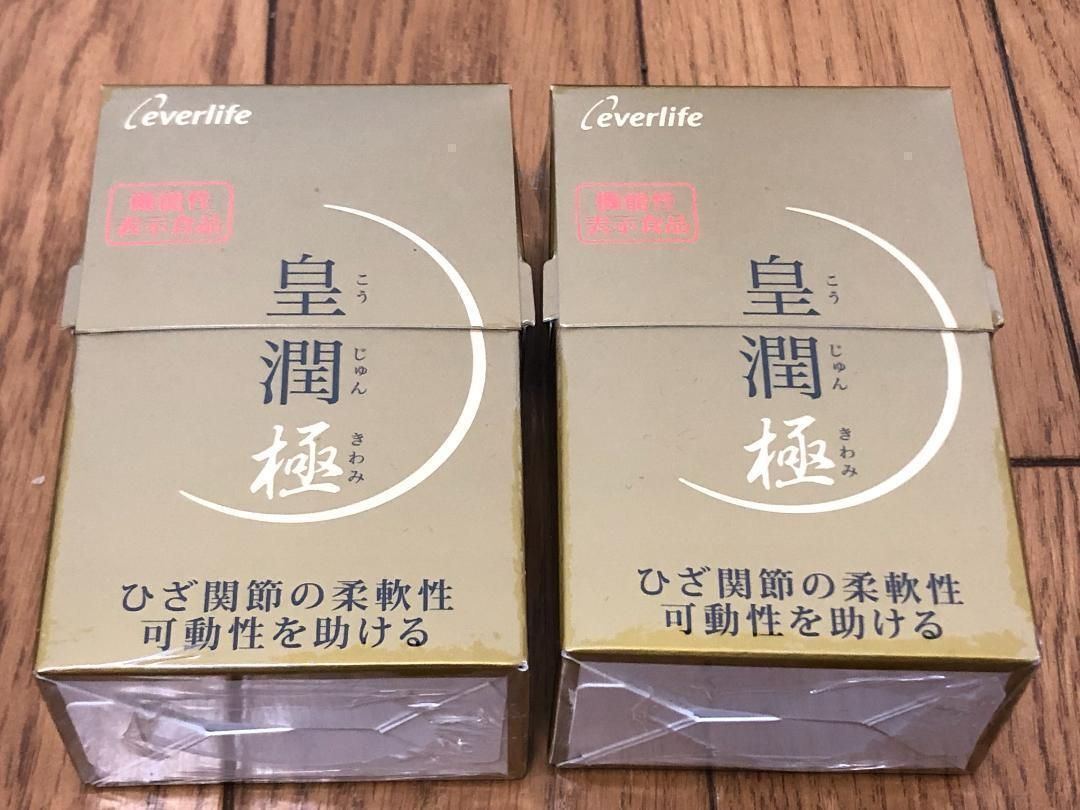 everlife
機能性
表示食品
皇潤極
こうじゅんきわみ
ひざ関節の柔軟性
可動性を助ける
everlife
機能性
表示食品
皇潤極
こうじゅんきわみ
ひざ関節の柔軟性
可動性を助ける